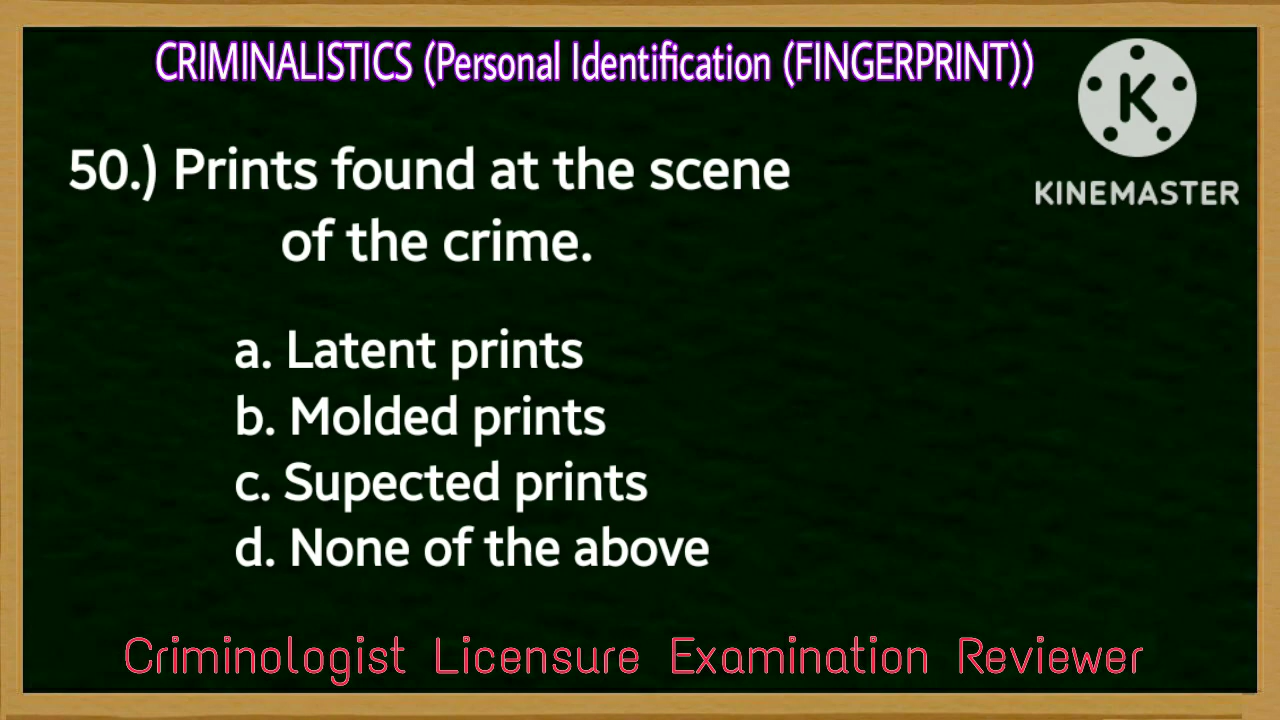 CRIMINALISTICS (Personal Identification (FINGERPRINT))
K
KINEMASTER
50.) Prints found at the scene
of the crime.
a. Latent prints
b. Molded prints
c. Supected prints
d. None of the above
Criminologist Licensure Examination Reviewer